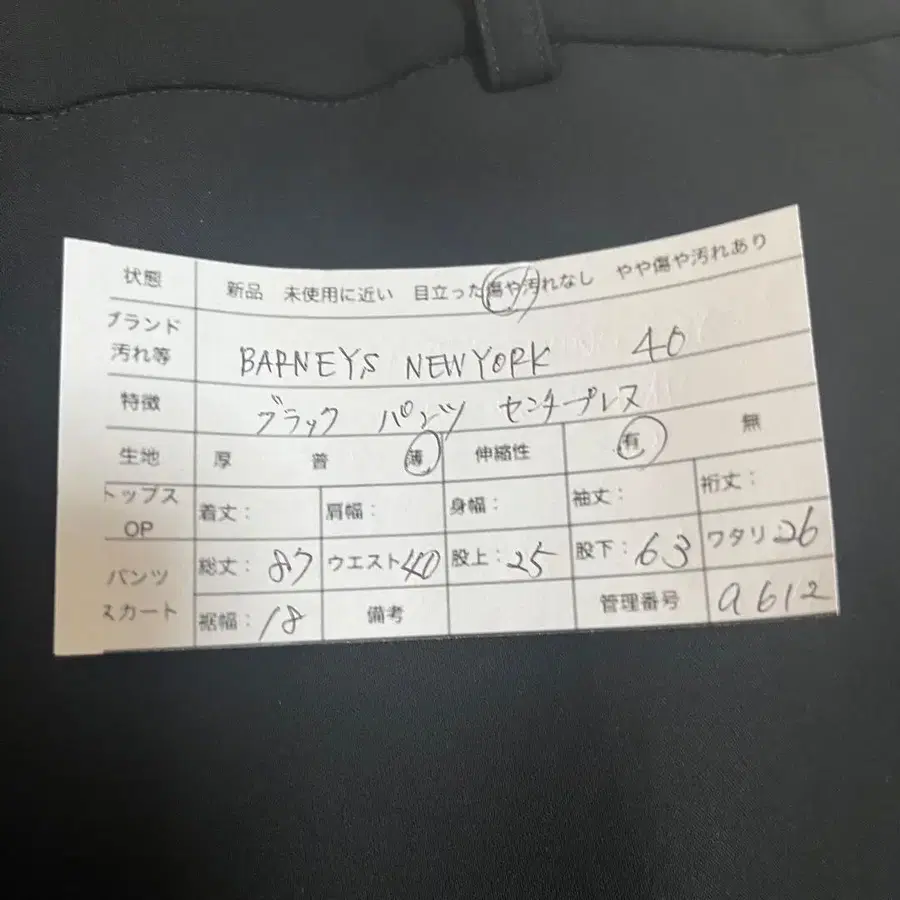 状態 新品 未使用に近い 目立った傷や汚れなし やや傷や汚れあり
ブランド
汚れ等 BARNEYS NEWYORK 40
特徴 ブラック パンツ センタープレス
生地 厚 普 薄 伸縮性 有 無
トップス
OP 着丈: 肩幅: 身幅: 袖丈: 裄丈:
パンツ 総丈: 87 ウエスト40 股上: 25 股下: 63 ワタリ: 26
スカート 裾幅: 18 備考 管理番号 a612